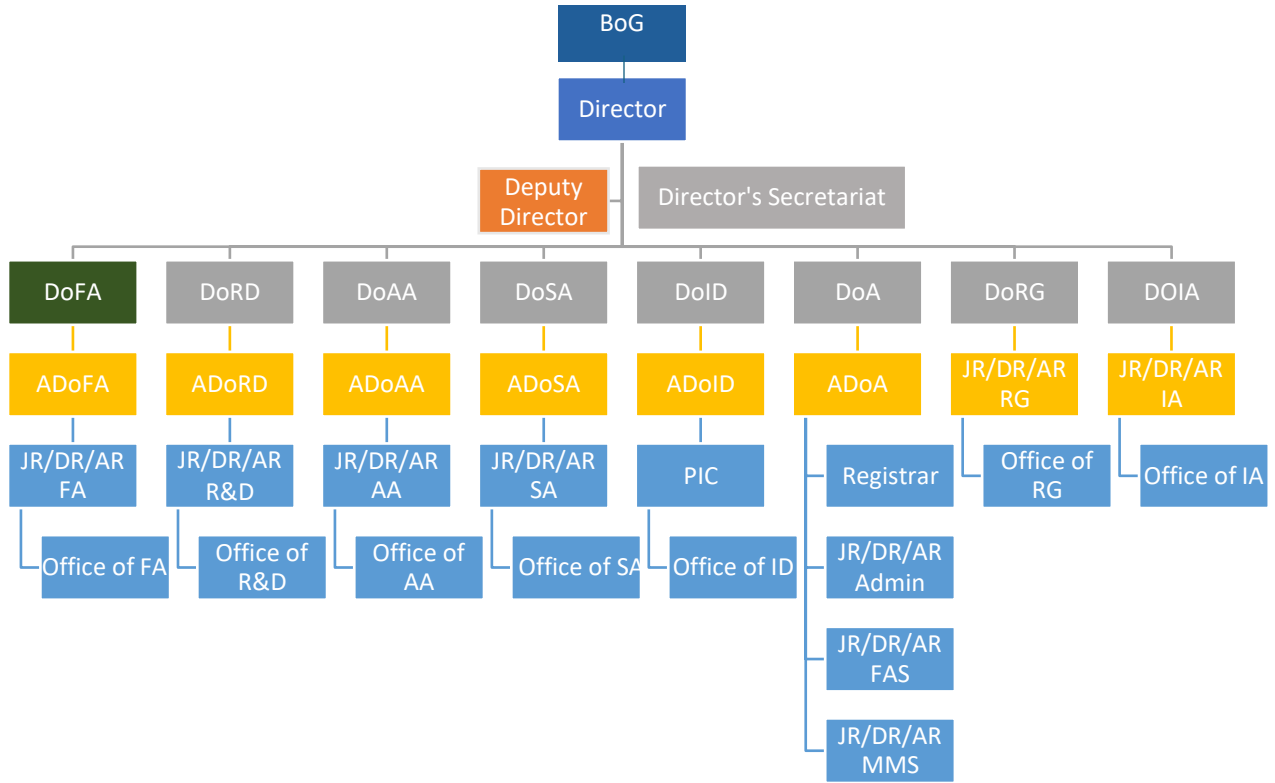 BoG
Director
Deputy
Director
Director's Secretariat
DoFA
DoRD
DoAA
DoSA
DoID
DoA
DoRG
DOIA
ADoFA
ADoRD
ADoAA
ADoSA
ADoID
ADoA
JR/DR/AR
RG
JR/DR/AR
IA
JR/DR/AR
FA
JR/DR/AR
R&D
JR/DR/AR
AA
JR/DR/AR
SA
PIC
Registrar
Office of
RG
Office of IA
Office of FA
Office of
R&D
Office of
AA
Office of SA
Office of ID
JR/DR/AR
Admin
JR/DR/AR
FAS
JR/DR/AR
MMS